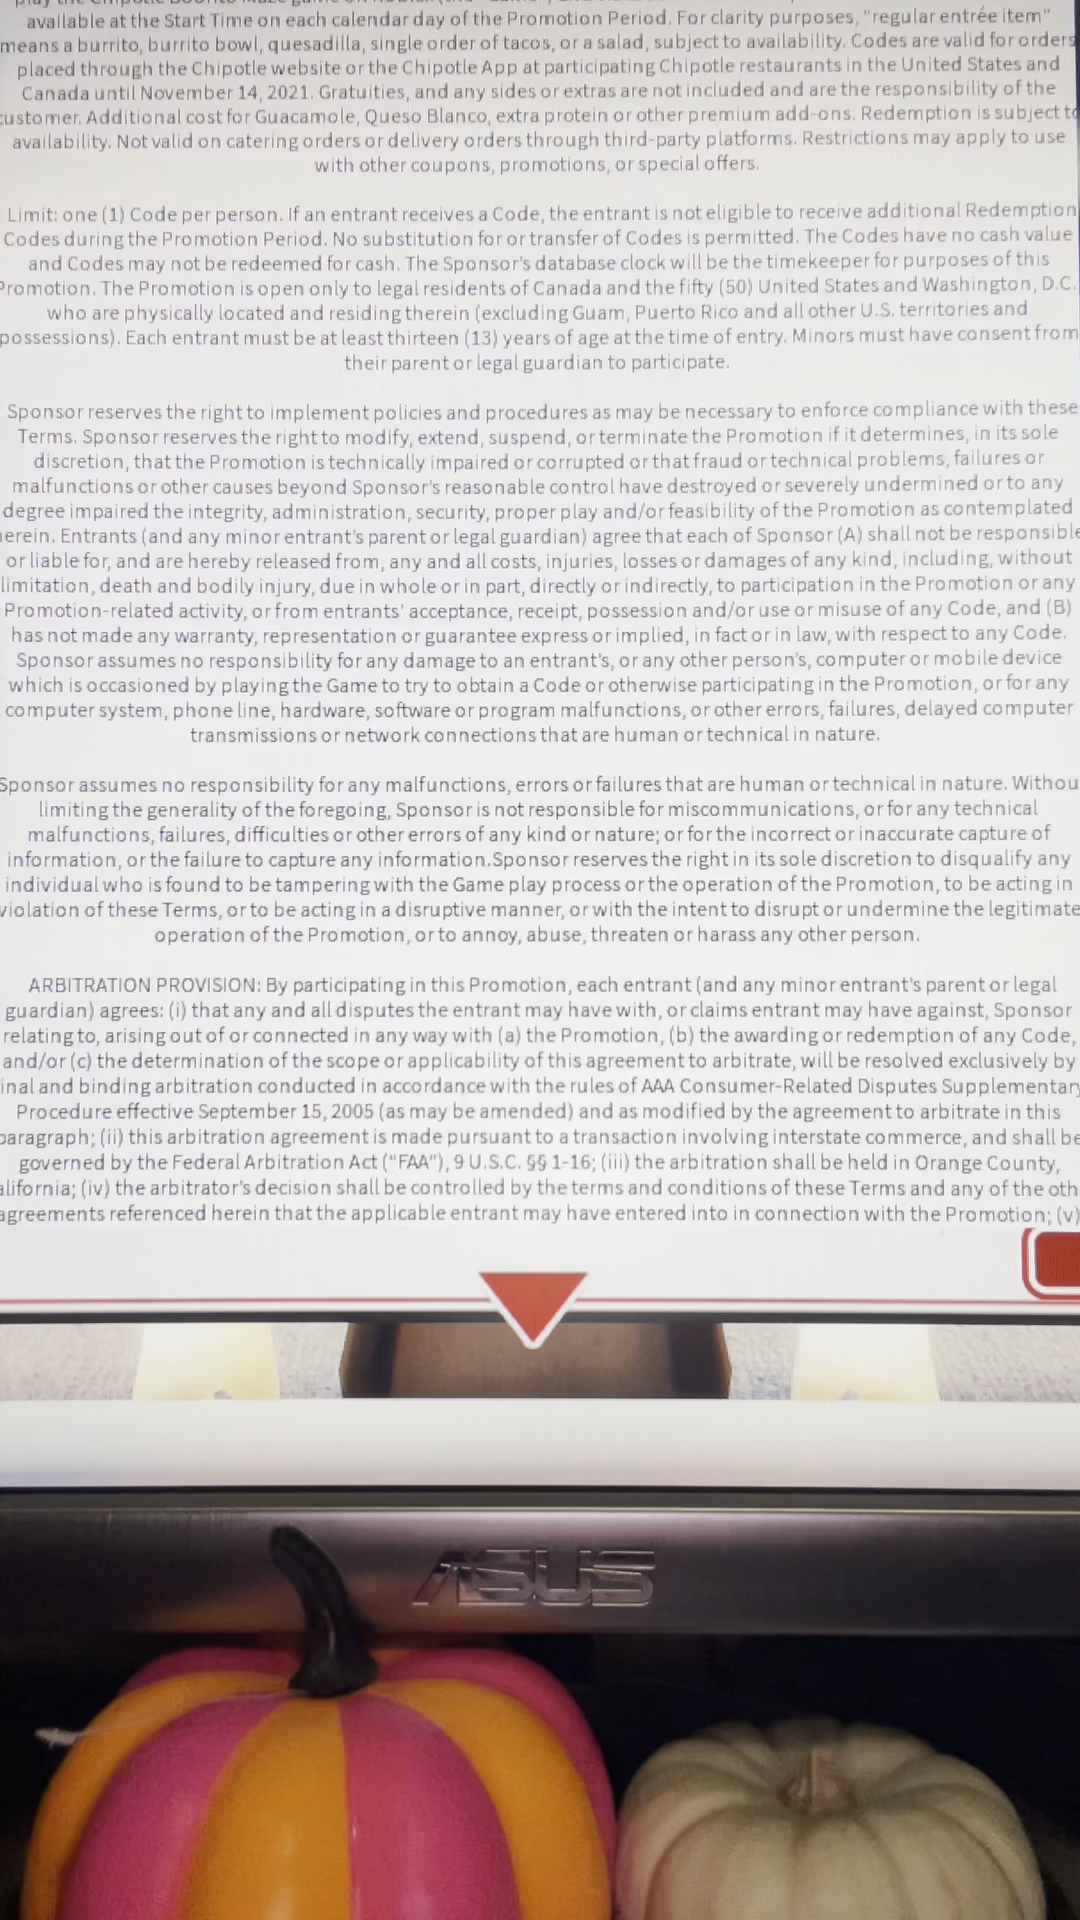 available at the Start Time on each calendar day of the Promotion Period. For clarity purposes, "regular entrée item"
means a burrito, burrito bowl, quesadilla, single order of tacos, or a salad, subject to availability. Codes are valid for orders
placed through the Chipotle website or the Chipotle App at participating Chipotle restaurants in the United States and
Canada until November 14, 2021. Gratuities, and any sides or extras are not included and are the responsibility of the
customer. Additional cost for Guacamole, Queso Blanco, extra protein or other premium add-ons. Redemption is subject to
availability. Not valid on catering orders or delivery orders through third-party platforms. Restrictions may apply to use
with other coupons, promotions, or special offers.
Limit: one (1) Code per person. If an entrant receives a Code, the entrant is not eligible to receive additional Redemption
Codes during the Promotion Period. No substitution for or transfer of Codes is permitted. The Codes have no cash value
and Codes may not be redeemed for cash. The Sponsor's database clock will be the timekeeper for purposes of this
Promotion. The Promotion is open only to legal residents of Canada and the fifty (50) United States and Washington, D.C.
who are physically located and residing therein (excluding Guam, Puerto Rico and all other U.S. territories and
possessions). Each entrant must be at least thirteen (13) years of age at the time of entry. Minors must have consent from
their parent or legal guardian to participate.
Sponsor reserves the right to implement policies and procedures as may be necessary to enforce compliance with these
Terms. Sponsor reserves the right to modify, extend, suspend, or terminate the Promotion if it determines, in its sole
discretion, that the Promotion is technically impaired or corrupted or that fraud or technical problems, failures or
malfunctions or other causes beyond Sponsor's reasonable control have destroyed or severely undermined or to any
degree impaired the integrity, administration, security, proper play and/or feasibility of the Promotion as contemplated
herein. Entrants (and any minor entrant's parent or legal guardian) agree that each of Sponsor (A) shall not be responsible
or liable for, and are hereby released from, any and all costs, injuries, losses or damages of any kind, including, without
limitation, death and bodily injury, due in whole or in part, directly or indirectly, to participation in the Promotion or any
Promotion-related activity, or from entrants' acceptance, receipt, possession and/or use or misuse of any Code, and (B)
has not made any warranty, representation or guarantee express or implied, in fact or in law, with respect to any Code.
Sponsor assumes no responsibility for any damage to an entrant's, or any other person's, computer or mobile device
which is occasioned by playing the Game to try to obtain a Code or otherwise participating in the Promotion, or for any
computer system, phone line, hardware, software or program malfunctions, or other errors, failures, delayed computer
transmissions or network connections that are human or technical in nature.
Sponsor assumes no responsibility for any malfunctions, errors or failures that are human or technical in nature. Withou
limiting the generality of the foregoing, Sponsor is not responsible for miscommunications, or for any technical
malfunctions, failures, difficulties or other errors of any kind or nature; or for the incorrect or inaccurate capture of
information, or the failure to capture any information.Sponsor reserves the right in its sole discretion to disqualify any
individual who is found to be tampering with the Game play process or the operation of the Promotion, to be acting in
violation of these Terms, or to be acting in a disruptive manner, or with the intent to disrupt or undermine the legitimate
operation of the Promotion, or to annoy, abuse, threaten or harass any other person.
ARBITRATION PROVISION: By participating in this Promotion, each entrant (and any minor entrant's parent or legal
guardian) agrees: (i) that any and all disputes the entrant may have with, or claims entrant may have against, Sponsor
relating to, arising out of or connected in any way with (a) the Promotion, (b) the awarding or redemption of any Code,
and/or (c) the determination of the scope or applicability of this agreement to arbitrate, will be resolved exclusively by
inal and binding arbitration conducted in accordance with the rules of AAA Consumer-Related Disputes Supplementary
Procedure effective September 15, 2005 (as may be amended) and as modified by the agreement to arbitrate in this
paragraph; (ii) this arbitration agreement is made pursuant to a transaction involving interstate commerce, and shall be
governed by the Federal Arbitration Act (“FAA”), 9 U.S.C. §§ 1-16; (iii) the arbitration shall be held in Orange County,
alifornia; (iv) the arbitrator's decision shall be controlled by the terms and conditions of these Terms and any of the oth
agreements referenced herein that the applicable entrant may have entered into in connection with the Promotion; (v)
ASUS